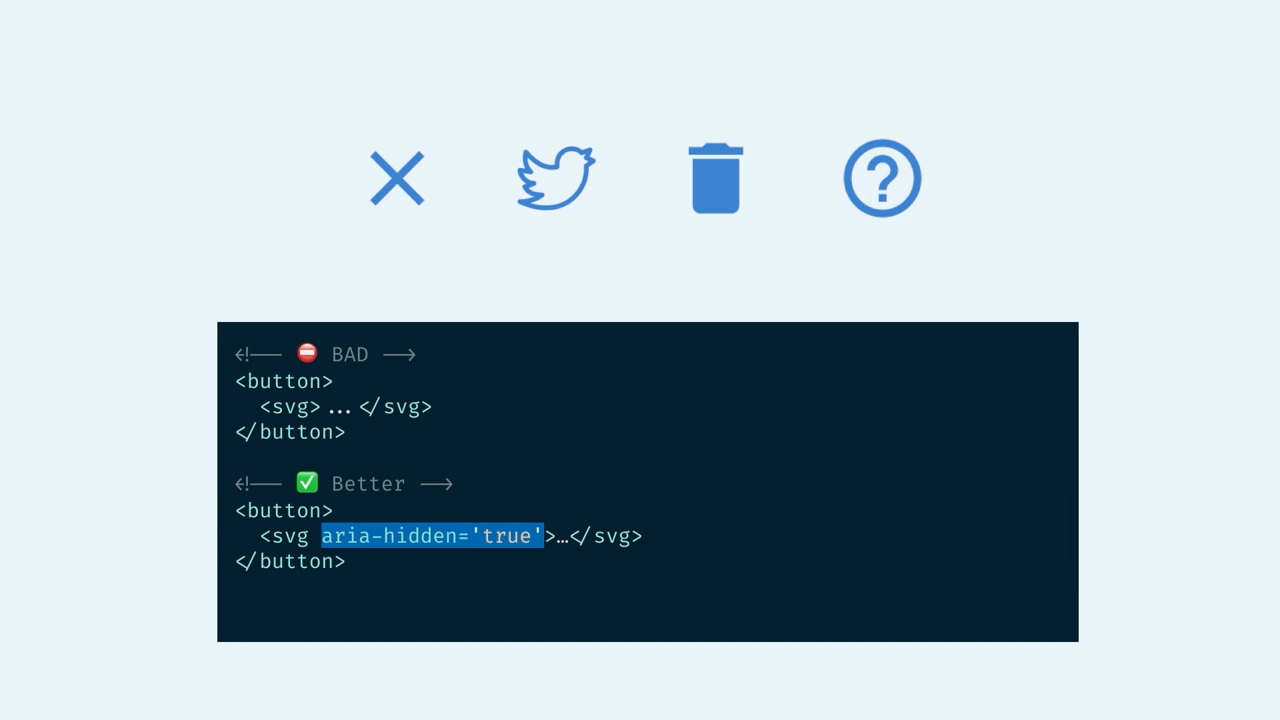 <!-- ⛔ BAD -->
<button>
  <svg>...</svg>
</button>
<!-- ✅ Better -->
<button>
  <svg aria-hidden='true'>…</svg>
</button>